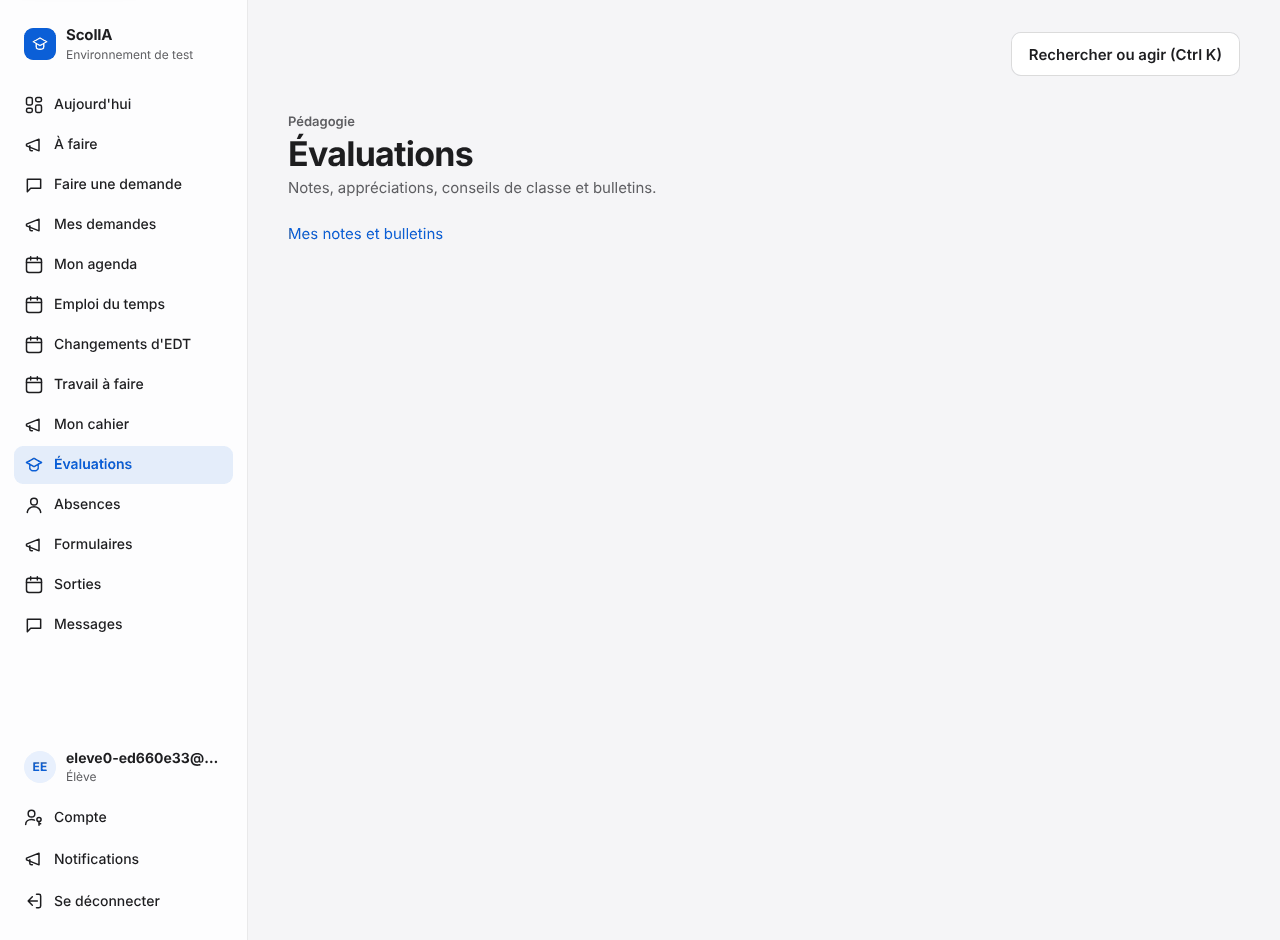 ScolIA
Environnement de test
Aujourd'hui
À faire
Faire une demande
Mes demandes
Mon agenda
Emploi du temps
Changements d'EDT
Travail à faire
Mon cahier
Évaluations
Absences
Formulaires
Sorties
Messages
EE
eleve0-ed660e33@...
Élève
Compte
Notifications
Se déconnecter
Rechercher ou agir (Ctrl K)
Pédagogie
Évaluations
Notes, appréciations, conseils de classe et bulletins.
Mes notes et bulletins